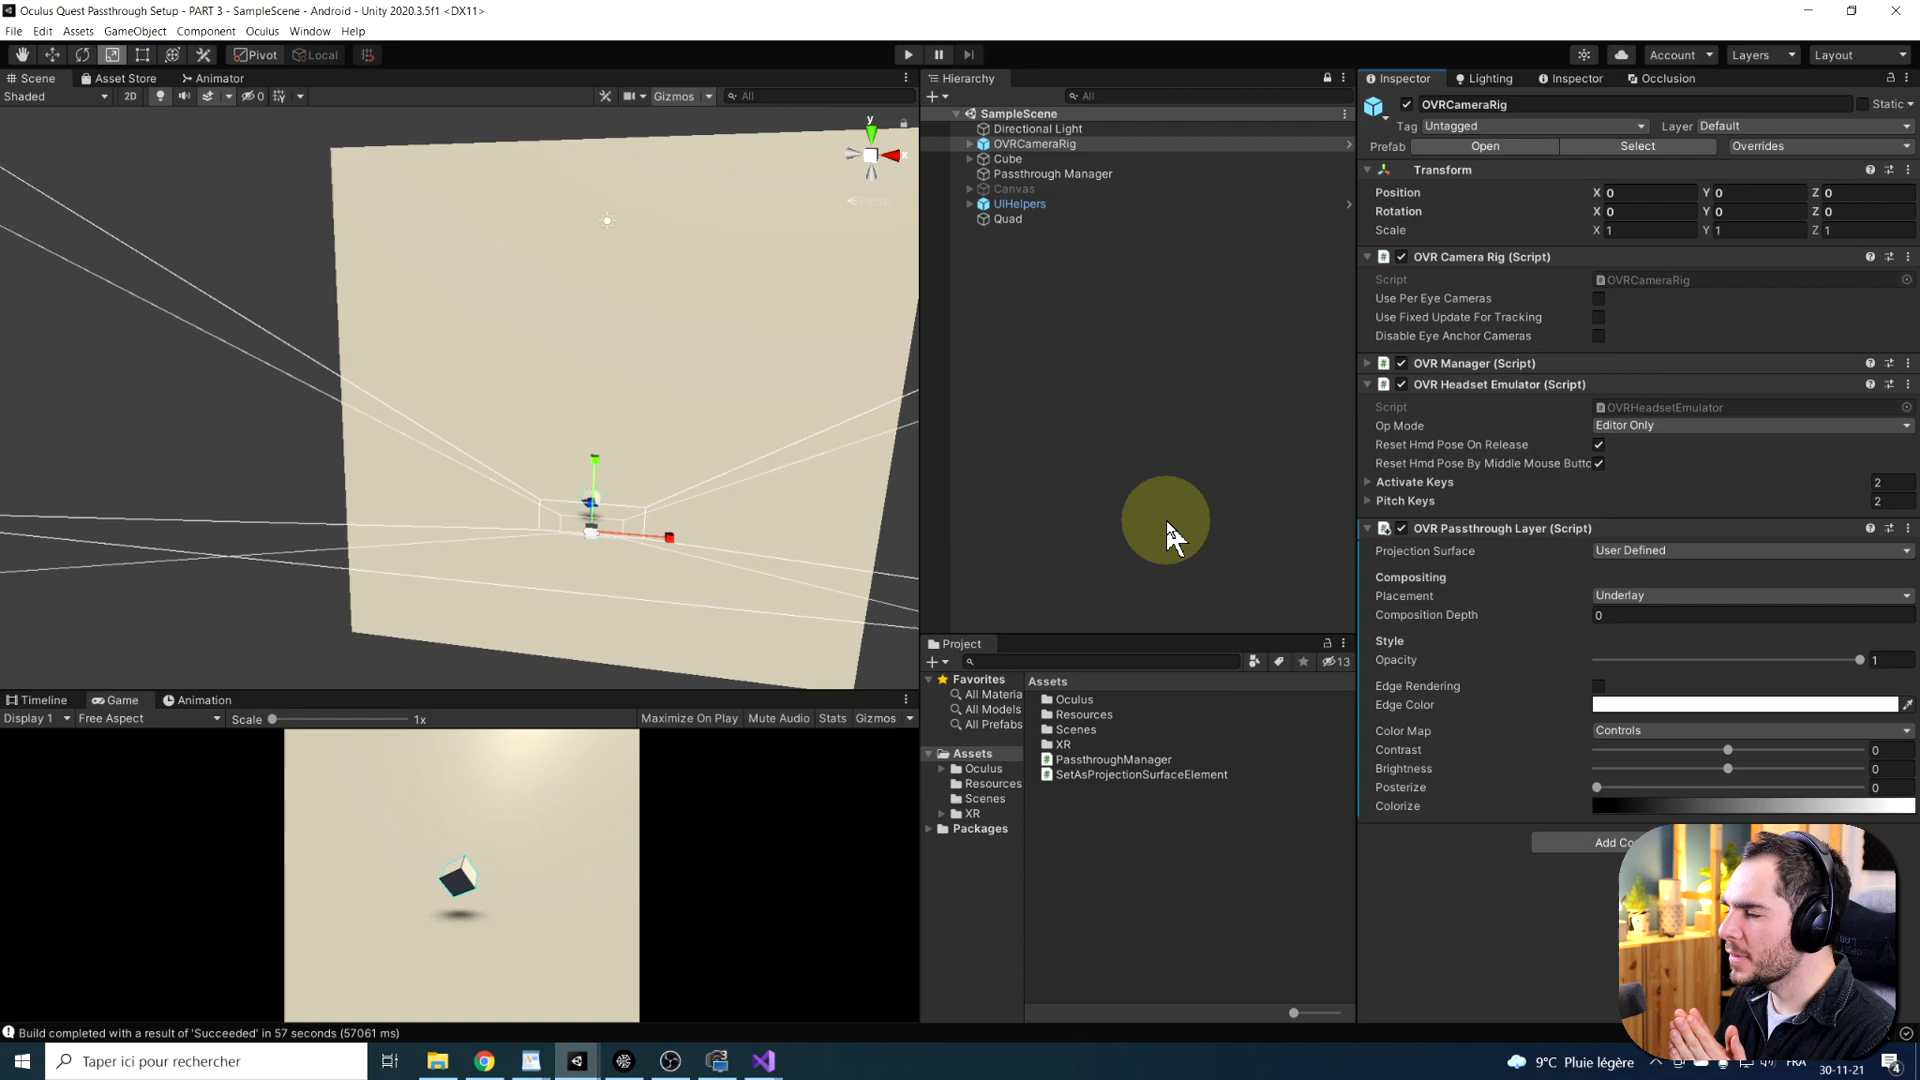 Oculus Quest Passthrough Setup - PART 3 - SampleScene - Android - Unity 2020.3.5f1 <DX11>
File Edit Assets GameObject Component Oculus Window Help
Pivot Local Account Layers Layout
Scene Asset Store Animator
Shaded 2D 0 Gizmos All
y
x
Persp
Hierarchy
All
SampleScene
Directional Light
OVRCameraRig
Cube
Passthrough Manager
Canvas
UIHelpers
Quad
Inspector Lighting Inspector Occlusion
OVRCameraRig Static
Tag Untagged Layer Default
Prefab Open Select Overrides
Transform
Position X 0 Y 0 Z 0
Rotation X 0 Y 0 Z 0
Scale X 1 Y 1 Z 1
OVR Camera Rig (Script)
Script OVRCameraRig
Use Per Eye Cameras
Use Fixed Update For Tracking
Disable Eye Anchor Cameras
OVR Manager (Script)
OVR Headset Emulator (Script)
Script OVRHeadsetEmulator
Op Mode Editor Only
Reset Hmd Pose On Release
Reset Hmd Pose By Middle Mouse Butto
Activate Keys 2
Pitch Keys 2
OVR Passthrough Layer (Script)
Projection Surface User Defined
Compositing
Placement Underlay
Composition Depth 0
Style
Opacity 1
Edge Rendering
Edge Color
Color Map Controls
Contrast 0
Brightness 0
Posterize 0
Colorize
Add Co
Project
13
Favorites
All Materia
All Models
All Prefabs
Assets
Oculus
Resources
Scenes
XR
Packages
Assets
Oculus
Resources
Scenes
XR
PassthroughManager
SetAsProjectionSurfaceElement
Timeline Game Animation
Display 1 Free Aspect Scale 1x Maximize On Play Mute Audio Stats Gizmos
Build completed with a result of 'Succeeded' in 57 seconds (57061 ms)
Taper ici pour rechercher
9°C Pluie légère
FRA
30-11-21
4